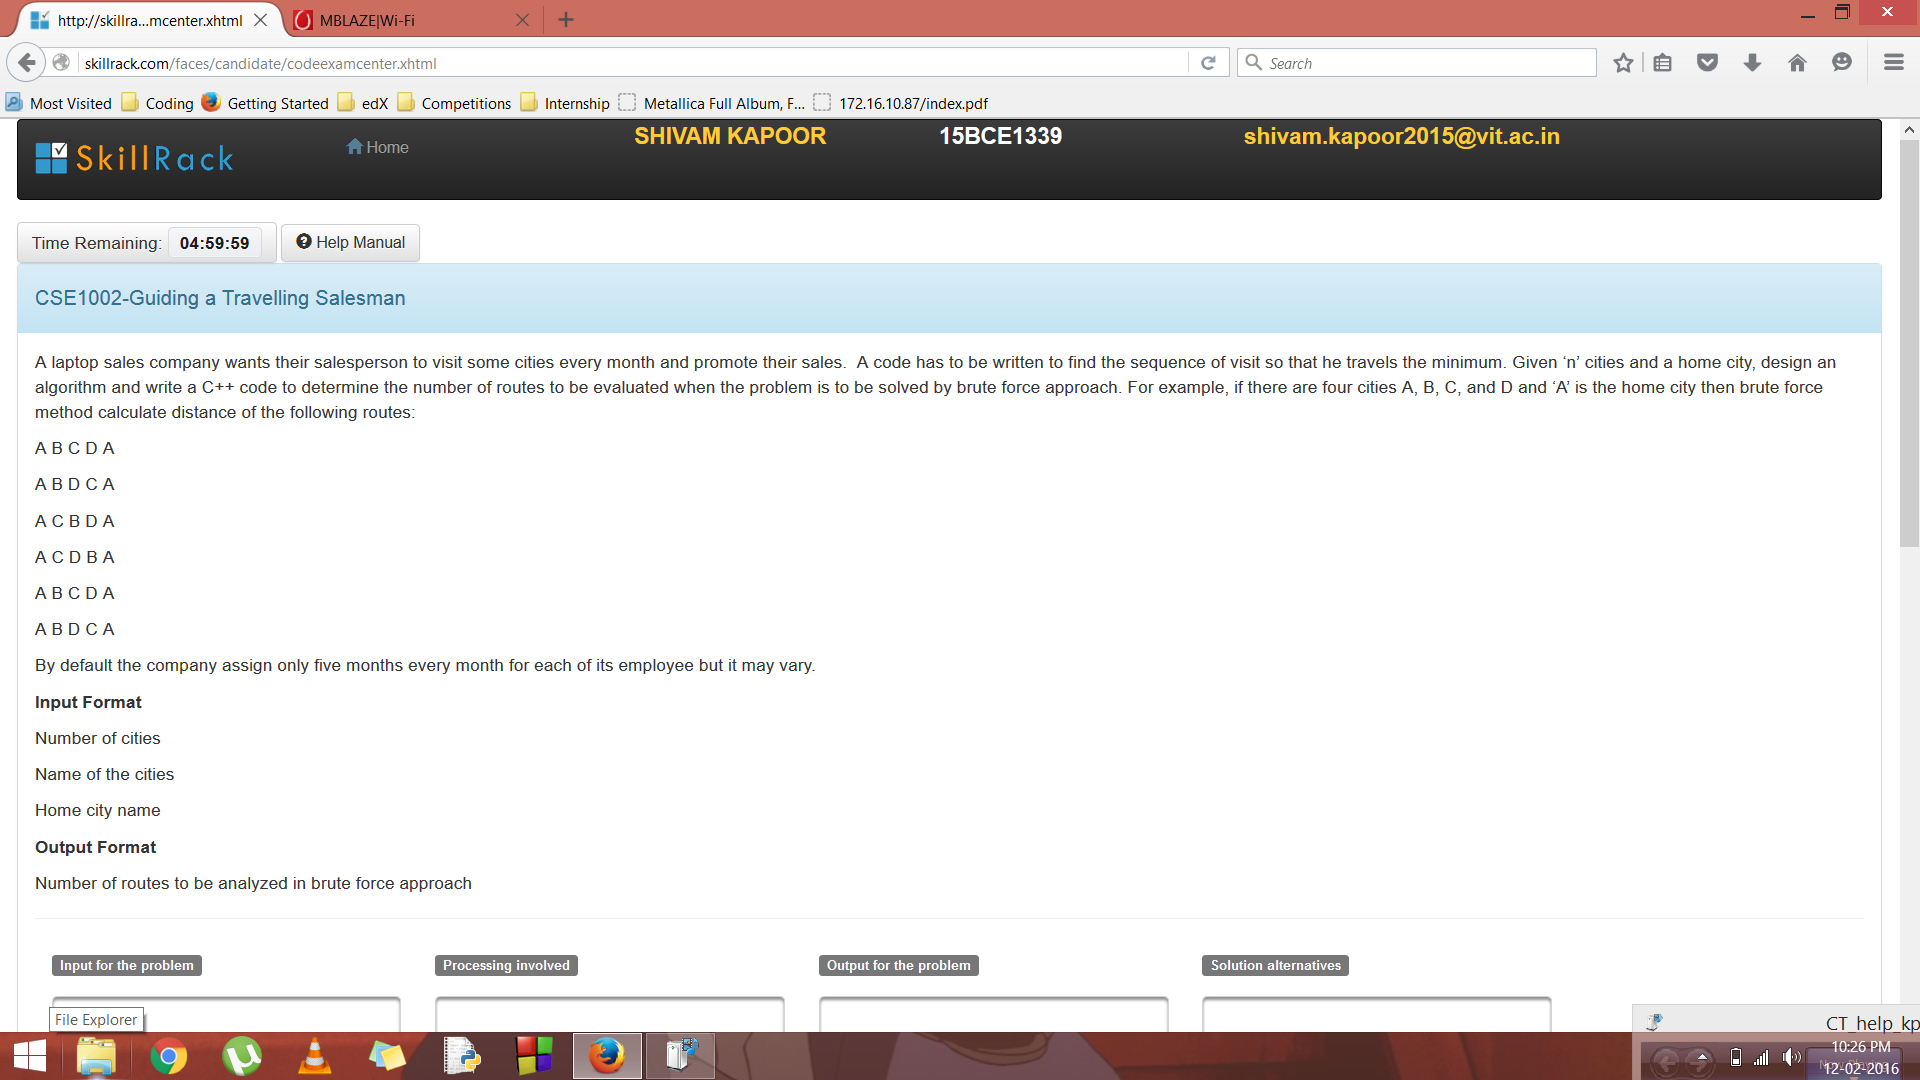 http://skillra...mcenter.xhtml
MBLAZE|Wi-Fi
skillrack.com/faces/candidate/codeexamcenter.xhtml
Search
Most Visited Coding Getting Started edX Competitions Internship Metallica Full Album, F... 172.16.10.87/index.pdf
SkillRack
Home
SHIVAM KAPOOR
15BCE1339
shivam.kapoor2015@vit.ac.in
Time Remaining: 04:59:59
Help Manual
CSE1002-Guiding a Travelling Salesman
A laptop sales company wants their salesperson to visit some cities every month and promote their sales.  A code has to be written to find the sequence of visit so that he travels the minimum. Given ‘n’ cities and a home city, design an
algorithm and write a C++ code to determine the number of routes to be evaluated when the problem is to be solved by brute force approach. For example, if there are four cities A, B, C, and D and ‘A’ is the home city then brute force
method calculate distance of the following routes:
A B C D A
A B D C A
A C B D A
A C D B A
A B C D A
A B D C A
By default the company assign only five months every month for each of its employee but it may vary.
Input Format
Number of cities
Name of the cities
Home city name
Output Format
Number of routes to be analyzed in brute force approach
Input for the problem
Processing involved
Output for the problem
Solution alternatives
File Explorer
CT_help_kp
10:26 PM
12-02-2016